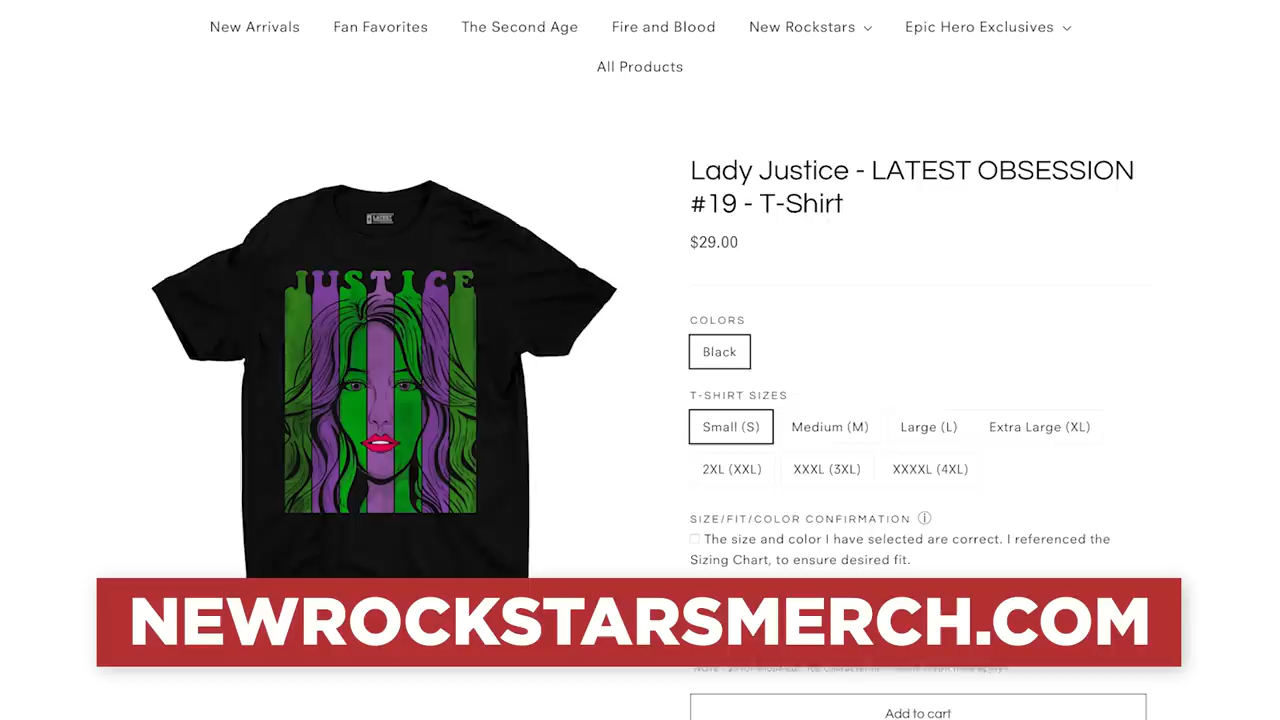 New Arrivals Fan Favorites The Second Age Fire and Blood New Rockstars Epic Hero Exclusives
All Products
Lady Justice - LATEST OBSESSION
#19 - T-Shirt
$29.00
COLORS
Black
T-SHIRT SIZES
Small (S) Medium (M) Large (L) Extra Large (XL)
2XL (XXL) XXXL (3XL) XXXXL (4XL)
SIZE/FIT/COLOR CONFIRMATION
The size and color I have selected are correct. I referenced the
Sizing Chart, to ensure desired fit.
LATEST
JUSTICE
NEWROCKSTARSMERCH.COM
Add to cart